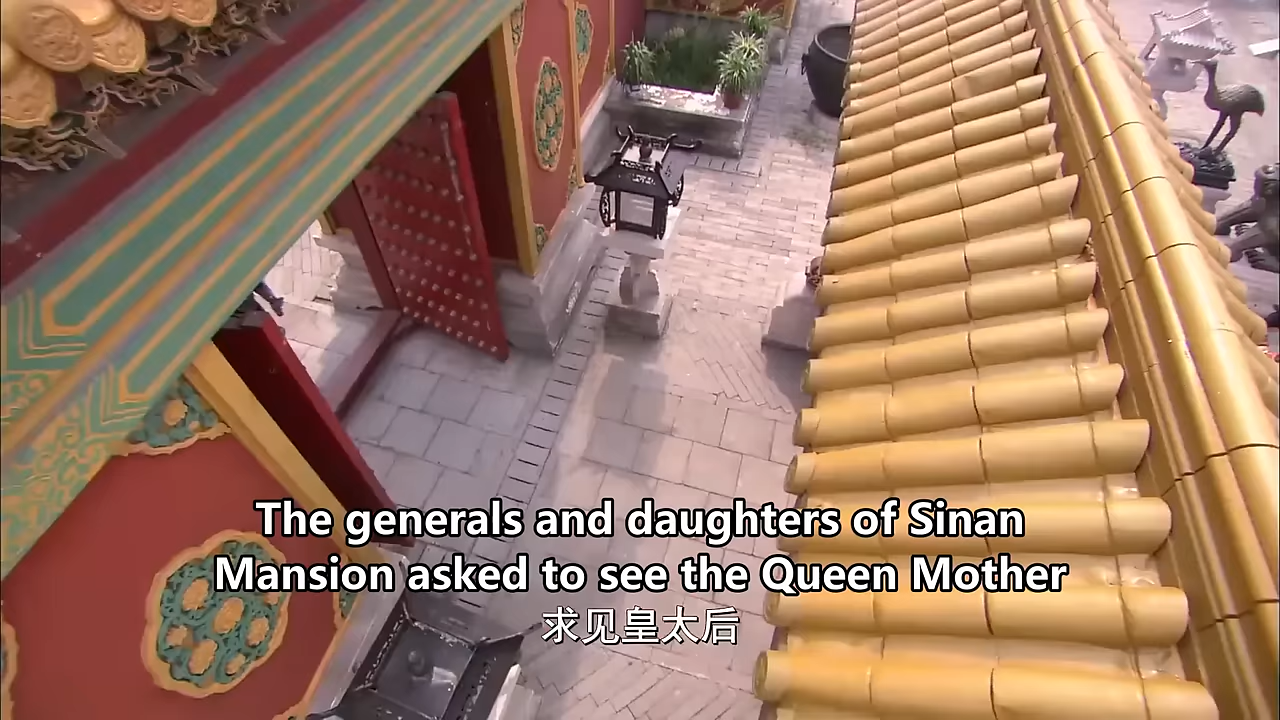 The generals and daughters of Sinan
Mansion asked to see the Queen Mother
求见皇太后